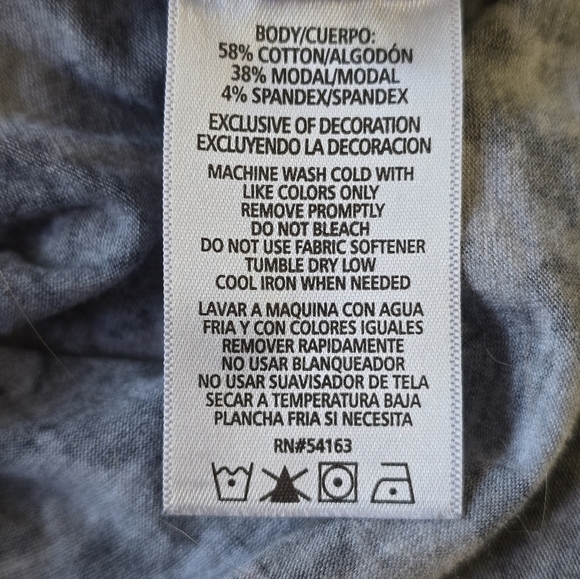 BODY/CUERPO:
58% COTTON/ALGODÓN
38% MODAL/MODAL
4% SPANDEX/SPANDEX
EXCLUSIVE OF DECORATION
EXCLUYENDO LA DECORACION
MACHINE WASH COLD WITH
LIKE COLORS ONLY
REMOVE PROMPTLY
DO NOT BLEACH
DO NOT USE FABRIC SOFTENER
TUMBLE DRY LOW
COOL IRON WHEN NEEDED
LAVAR A MAQUINA CON AGUA
FRIA Y CON COLORES IGUALES
REMOVER RAPIDAMENTE
NO USAR BLANQUEADOR
NO USAR SUAVISADOR DE TELA
SECAR A TEMPERATURA BAJA
PLANCHA FRIA SI NECESITA
RN#54163